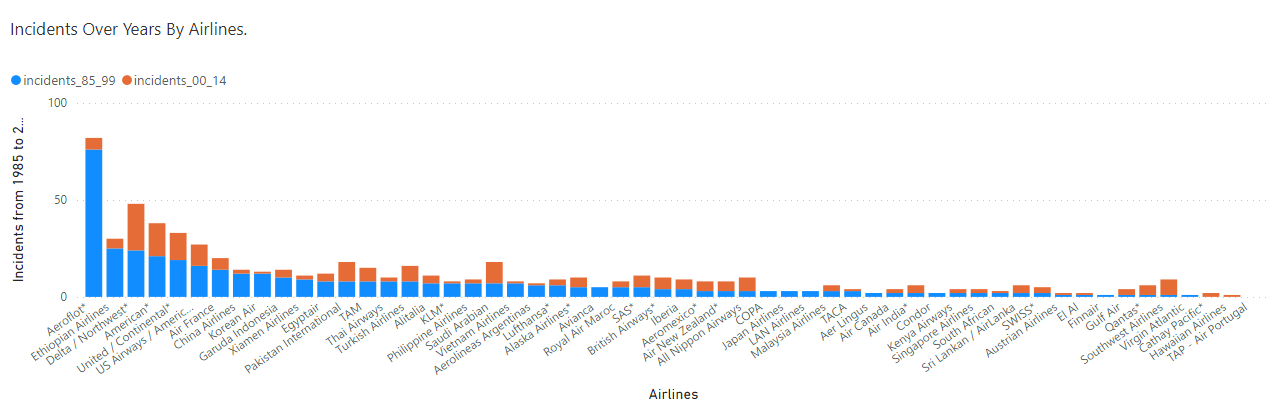 Incidents Over Years By Airlines.
incidents_85_99 incidents_00_14
100
50
0
Incidents from 1985 to 2...
Aeroflot*
Ethiopian Airlines
Delta / Northwest*
American*
United / Continental*
US Airways / Americ...
Air France
China Airlines
Korean Air
Garuda Indonesia
Xiamen Airlines
Egyptair
Pakistan International
TAM
Thai Airways
Turkish Airlines
Alitalia
KLM*
Philippine Airlines
Saudi Arabian
Vietnam Airlines
Aerolineas Argentinas
Lufthansa*
Alaska Airlines*
Avianca
Royal Air Maroc
SAS*
British Airways*
Iberia
Aeromexico*
Air New Zealand*
All Nippon Airways
COPA
Japan Airlines
LAN Airlines
Malaysia Airlines
TACA
Aer Lingus
Air Canada
Air India*
Condor
Kenya Airways
Singapore Airlines
South African
Sri Lankan / AirLanka
SWISS*
Austrian Airlines
El Al
Finnair
Gulf Air
Qantas*
Southwest Airlines
Virgin Atlantic
Cathay Pacific*
Hawaiian Airlines
TAP - Air Portugal
Airlines